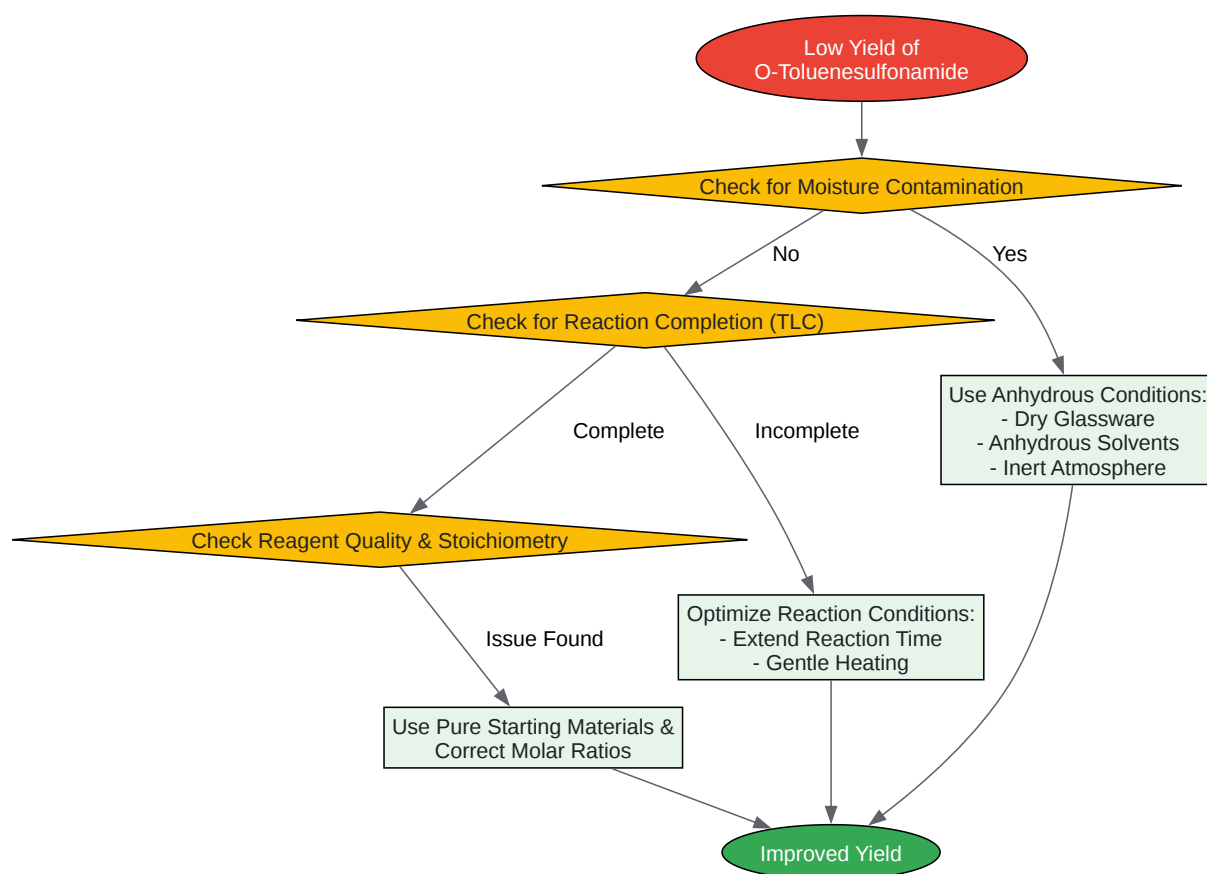 Low Yield of
O-Toluenesulfonamide
Check for Moisture Contamination
No
Yes
Check for Reaction Completion (TLC)
Use Anhydrous Conditions:
- Dry Glassware
- Anhydrous Solvents
- Inert Atmosphere
Complete
Incomplete
Check Reagent Quality & Stoichiometry
Optimize Reaction Conditions:
- Extend Reaction Time
- Gentle Heating
Issue Found
Use Pure Starting Materials &
Correct Molar Ratios
Improved Yield